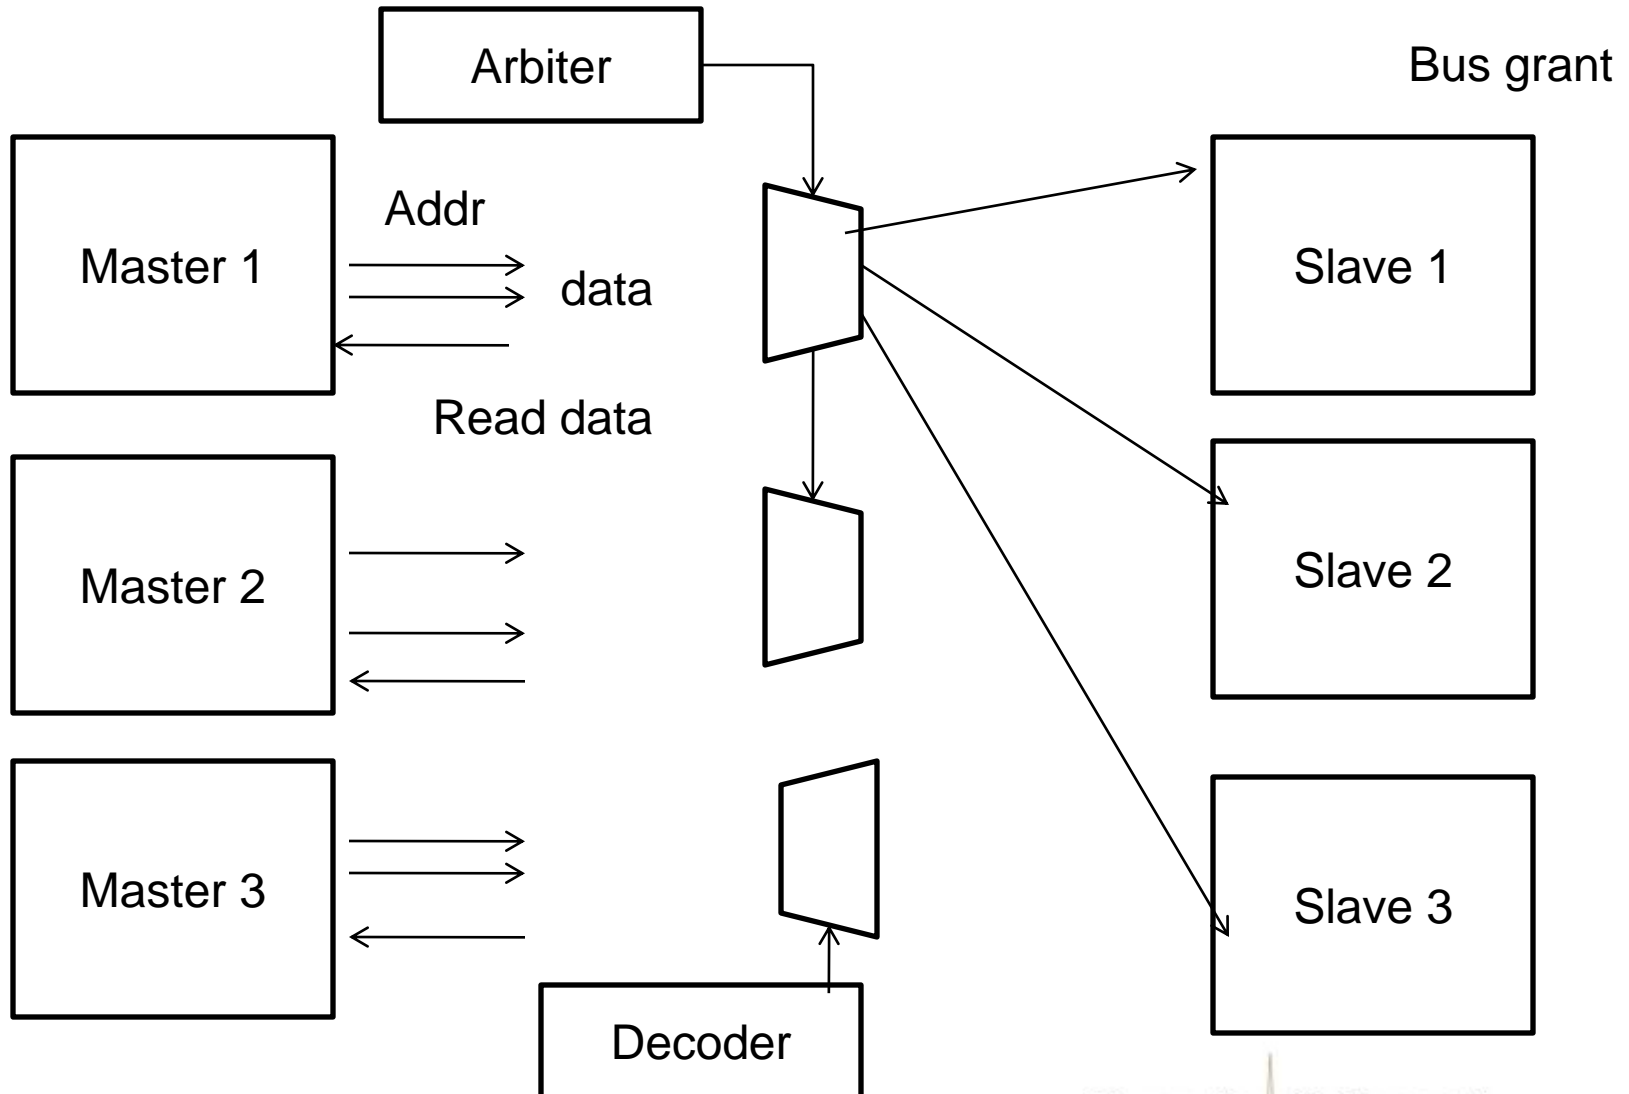 Arbiter
Bus grant
Addr
Master 1
data
Slave 1
Read data
Master 2
Slave 2
Master 3
Slave 3
Decoder